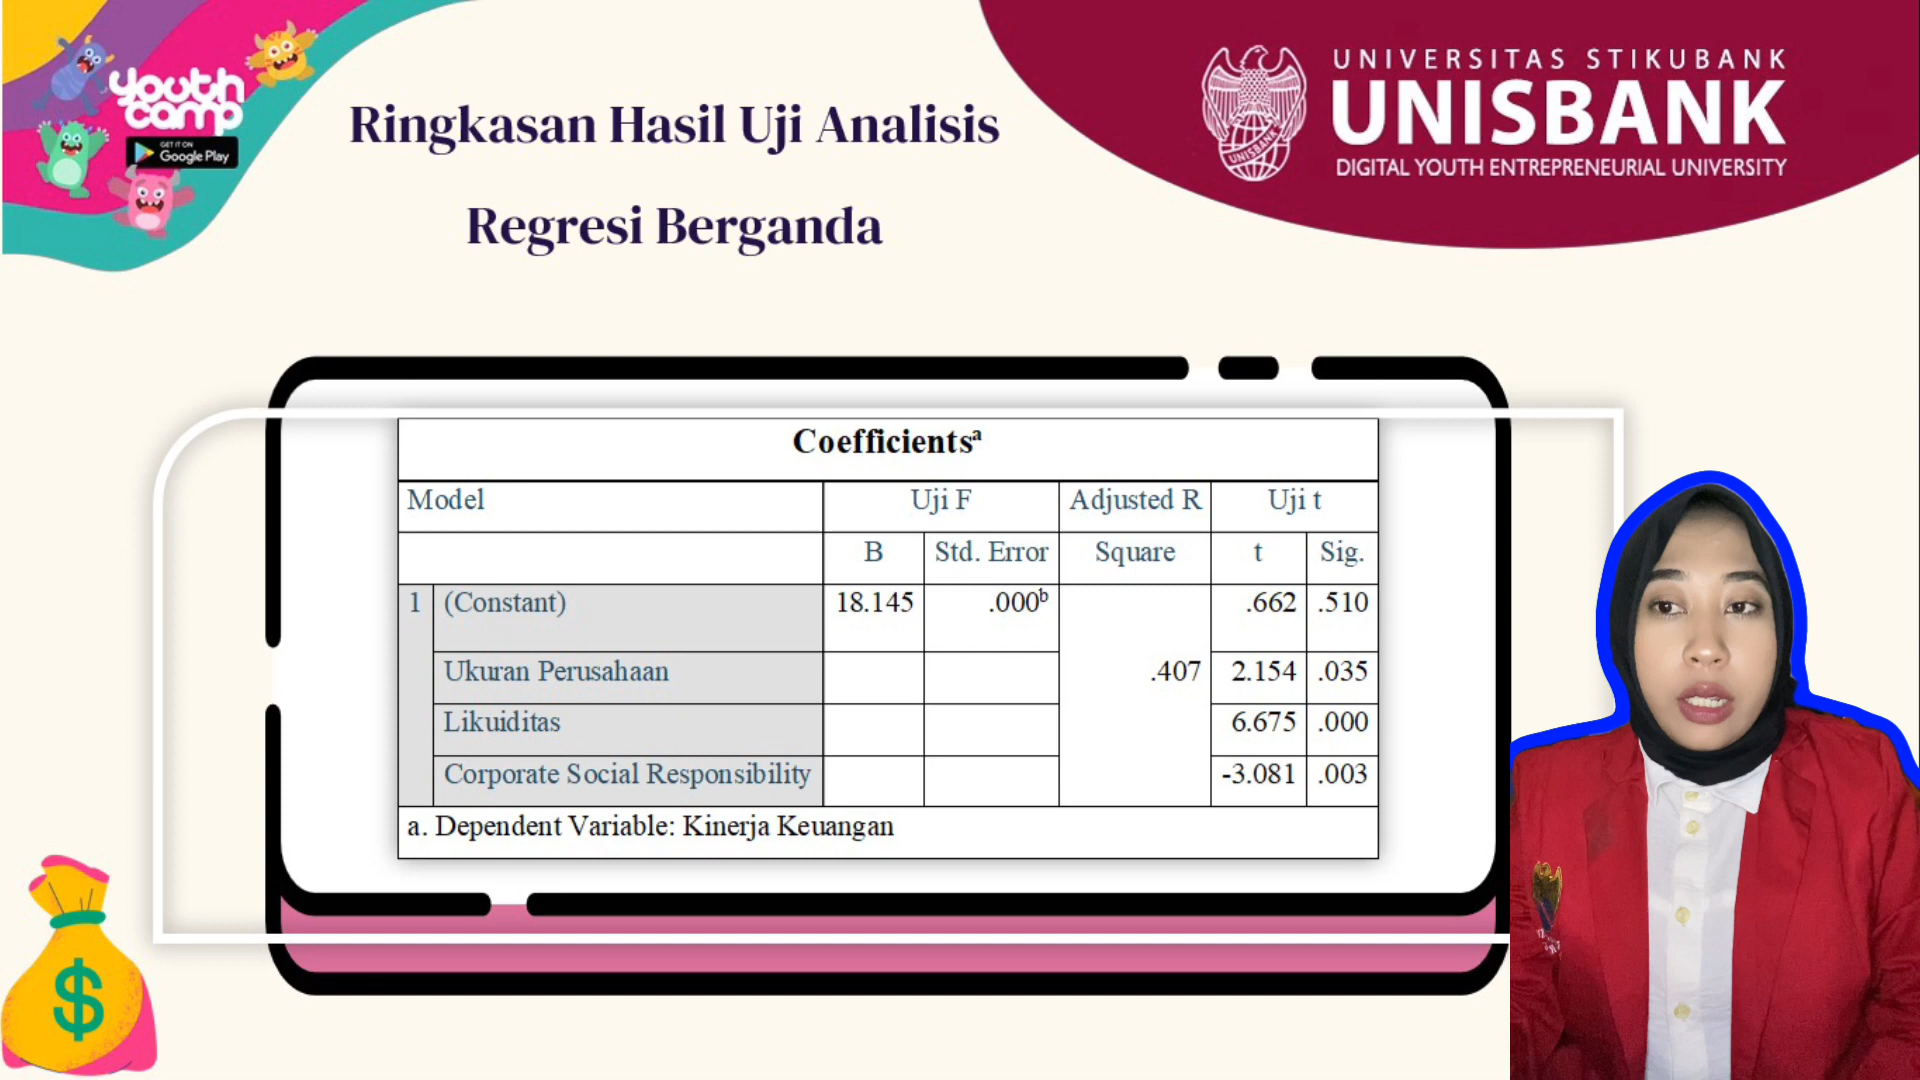 youth
camp
GET IT ON
Google Play
Ringkasan Hasil Uji Analisis
Regresi Berganda
UNIVERSITAS STIKUBANK
UNISBANK
DIGITAL YOUTH ENTREPRENEURIAL UNIVERSITY
UNISBANK
Coefficientsᵃ
Model Uji F Adjusted R Uji t
B Std. Error Square t Sig.
1 (Constant) 18.145 .000ᵇ .662 .510
Ukuran Perusahaan .407 2.154 .035
Likuiditas 6.675 .000
Corporate Social Responsibility -3.081 .003
a. Dependent Variable: Kinerja Keuangan
$